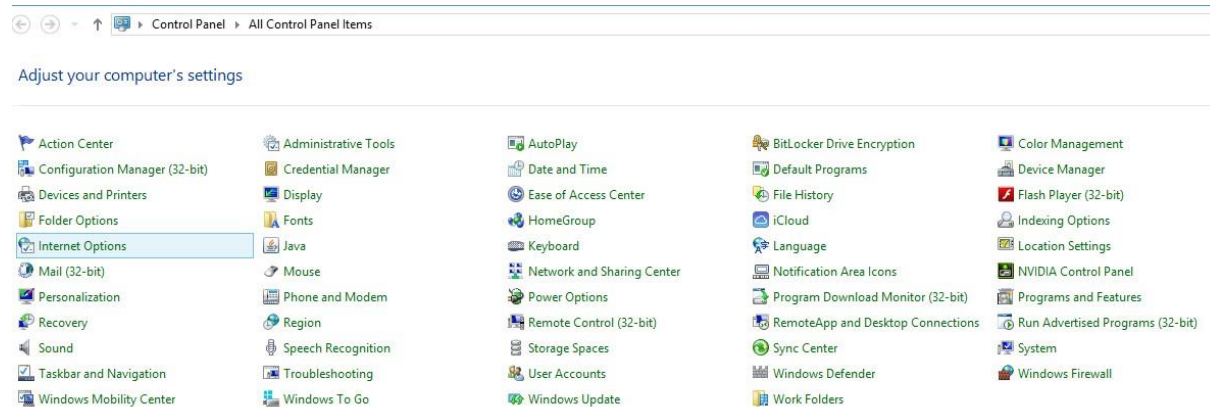 Control Panel All Control Panel Items
Adjust your computer's settings
Action Center Administrative Tools AutoPlay BitLocker Drive Encryption Color Management
Configuration Manager (32-bit) Credential Manager Date and Time Default Programs Device Manager
Devices and Printers Display Ease of Access Center File History Flash Player (32-bit)
Folder Options Fonts HomeGroup iCloud Indexing Options
Internet Options Java Keyboard Language Location Settings
Mail (32-bit) Mouse Network and Sharing Center Notification Area Icons NVIDIA Control Panel
Personalization Phone and Modem Power Options Program Download Monitor (32-bit) Programs and Features
Recovery Region Remote Control (32-bit) RemoteApp and Desktop Connections Run Advertised Programs (32-bit)
Sound Speech Recognition Storage Spaces Sync Center System
Taskbar and Navigation Troubleshooting User Accounts Windows Defender Windows Firewall
Windows Mobility Center Windows To Go Windows Update Work Folders